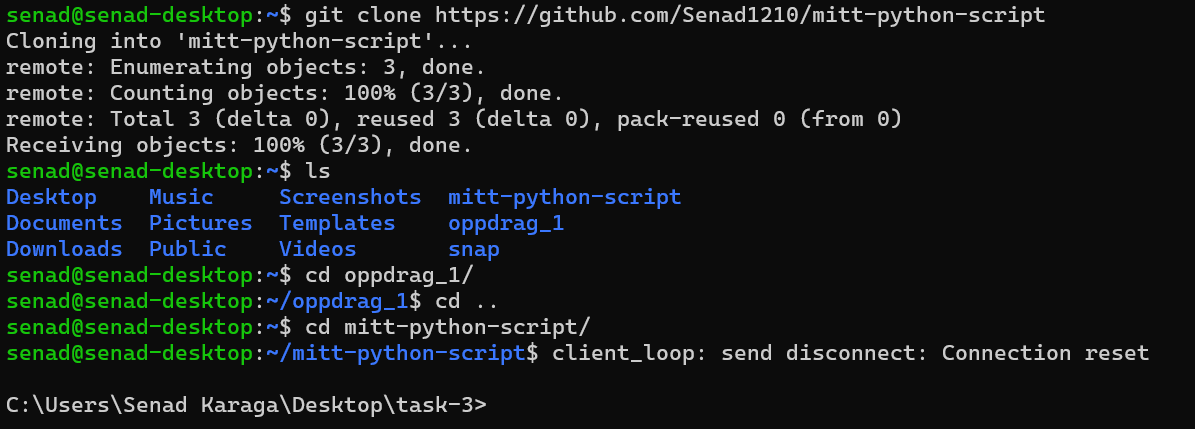 senad@senad-desktop:~$ git clone https://github.com/Senad1210/mitt-python-script
Cloning into 'mitt-python-script'...
remote: Enumerating objects: 3, done.
remote: Counting objects: 100% (3/3), done.
remote: Total 3 (delta 0), reused 3 (delta 0), pack-reused 0 (from 0)
Receiving objects: 100% (3/3), done.
senad@senad-desktop:~$ ls
Desktop    Music     Screenshots  mitt-python-script
Documents  Pictures  Templates    oppdrag_1
Downloads  Public    Videos       snap
senad@senad-desktop:~$ cd oppdrag_1/
senad@senad-desktop:~/oppdrag_1$ cd ..
senad@senad-desktop:~$ cd mitt-python-script/
senad@senad-desktop:~/mitt-python-script$ client_loop: send disconnect: Connection reset
C:\Users\Senad Karaga\Desktop\task-3>